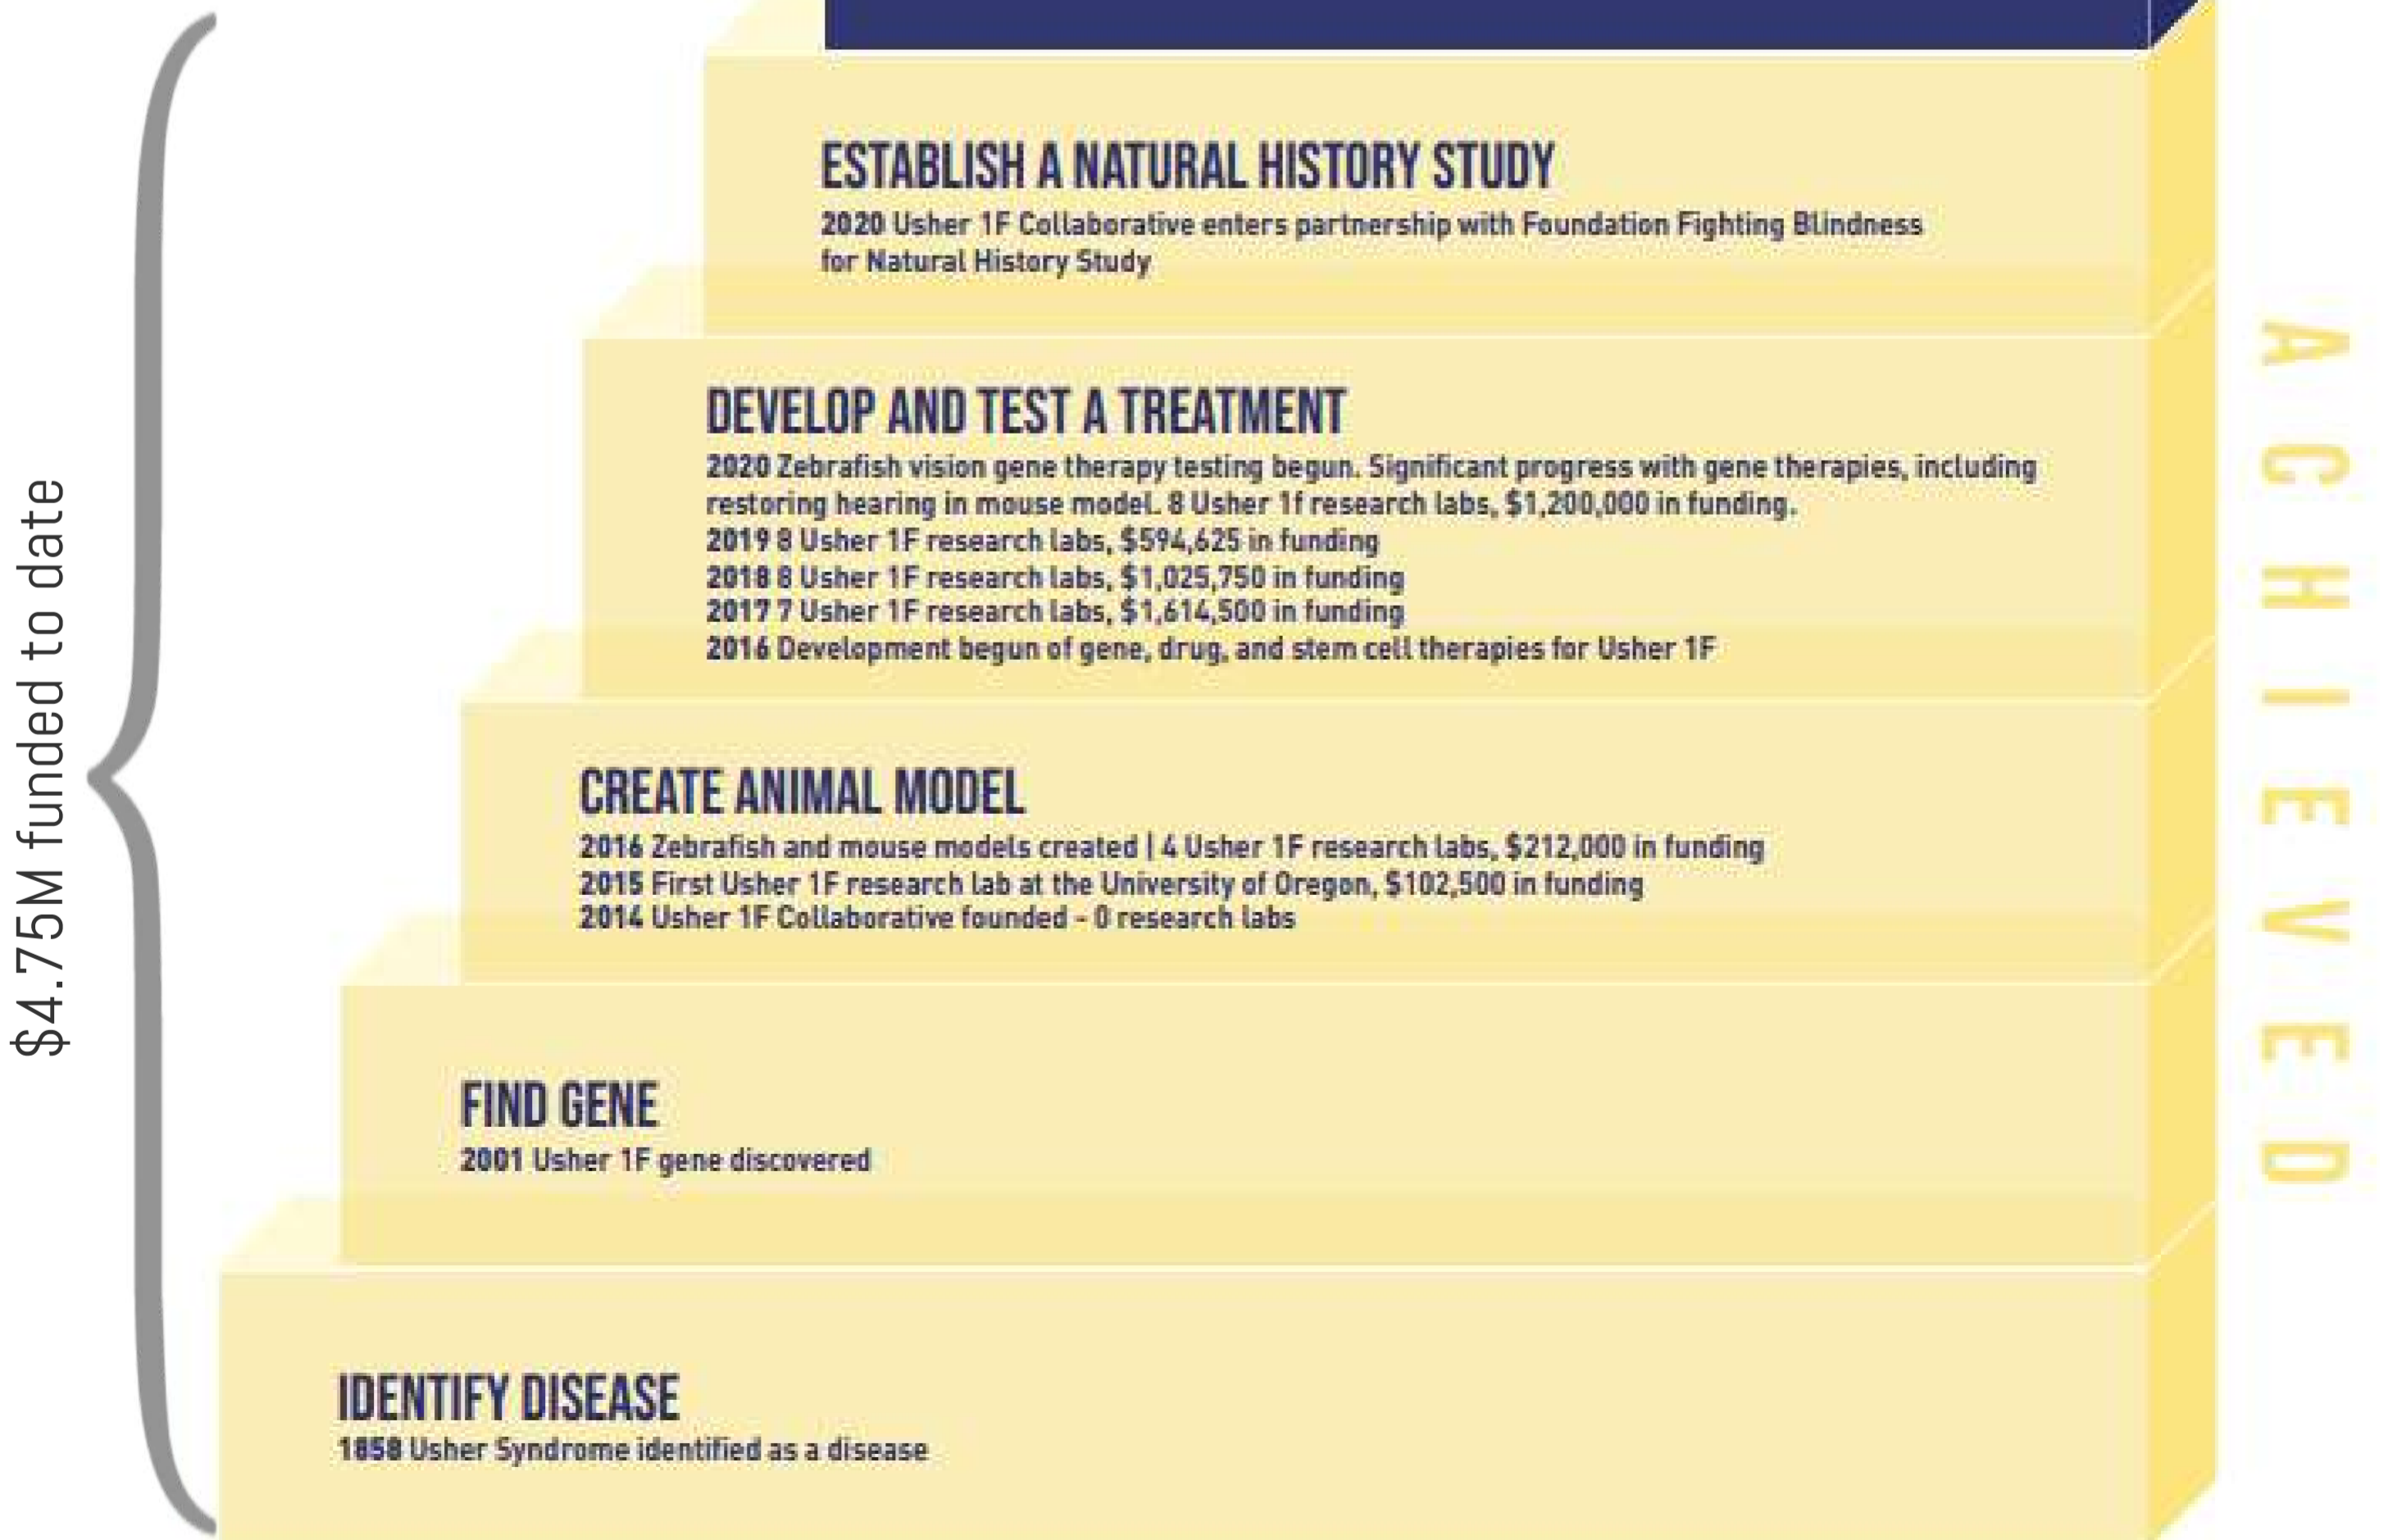 $4.75M funded to date
ESTABLISH A NATURAL HISTORY STUDY
2020 Usher 1F Collaborative enters partnership with Foundation Fighting Blindness
for Natural History Study
DEVELOP AND TEST A TREATMENT
2020 Zebrafish vision gene therapy testing begun. Significant progress with gene therapies, including
restoring hearing in mouse model. 8 Usher 1f research labs, $1,200,000 in funding.
2019 8 Usher 1F research labs, $594,625 in funding
2018 8 Usher 1F research labs, $1,025,750 in funding
2017 7 Usher 1F research labs, $1,614,500 in funding
2016 Development begun of gene, drug, and stem cell therapies for Usher 1F
CREATE ANIMAL MODEL
2016 Zebrafish and mouse models created | 4 Usher 1F research labs, $212,000 in funding
2015 First Usher 1F research lab at the University of Oregon, $102,500 in funding
2014 Usher 1F Collaborative founded - 0 research labs
FIND GENE
2001 Usher 1F gene discovered
IDENTIFY DISEASE
1858 Usher Syndrome identified as a disease
ACHIEVED